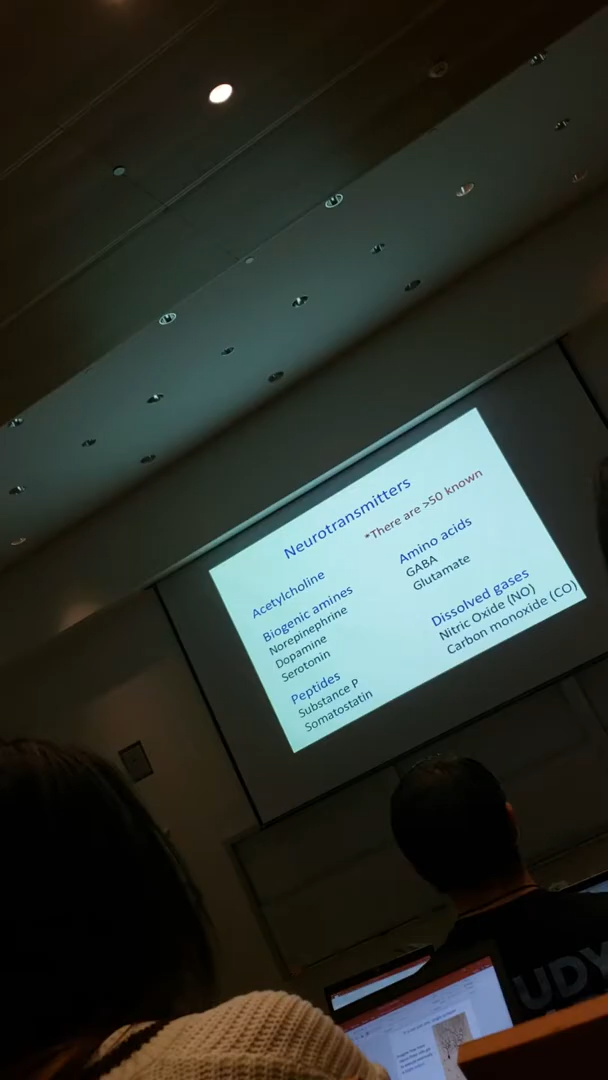 Neurotransmitters
*There are >50 known
Acetylcholine
Biogenic amines
Norepinephrine
Dopamine
Serotonin
Peptides
Substance P
Somatostatin
Amino acids
GABA
Glutamate
Dissolved gases
Nitric Oxide (NO)
Carbon monoxide (CO)
UDY